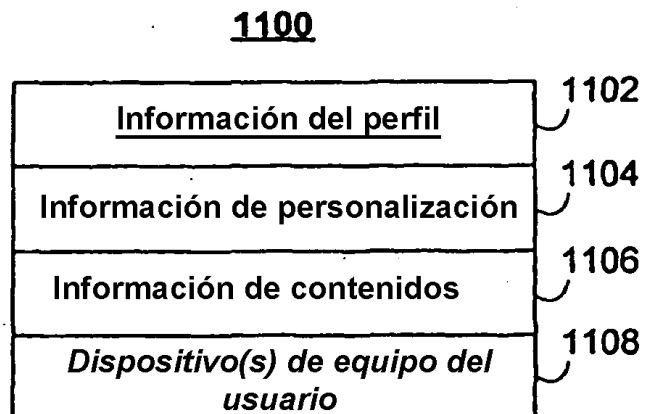 1100
1102
Información del perfil
1104
Información de personalización
1106
Información de contenidos
1108
Dispositivo(s) de equipo del
usuario